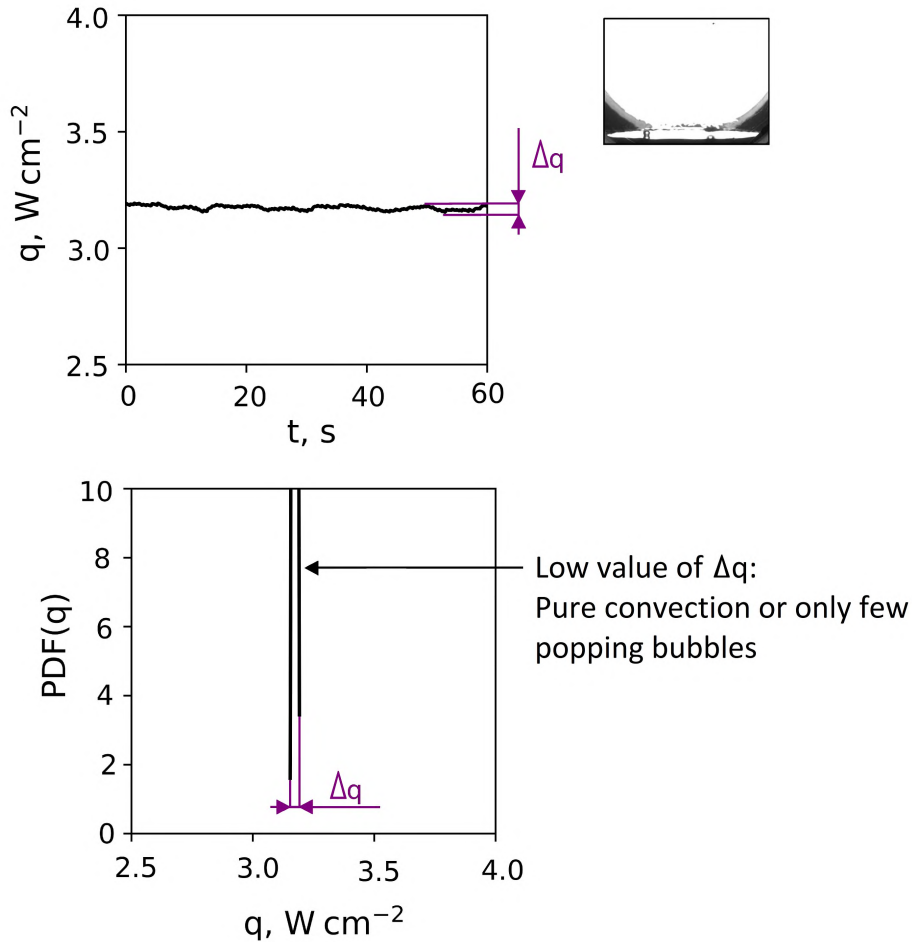 4.0
3.5
3.0
2.5
q, W cm⁻²
0 20 40 60
t, s
Δq
10
8
6
4
2
0
PDF(q)
Δq
2.5 3.0 3.5 4.0
q, W cm⁻²
Low value of Δq:
Pure convection or only few
popping bubbles